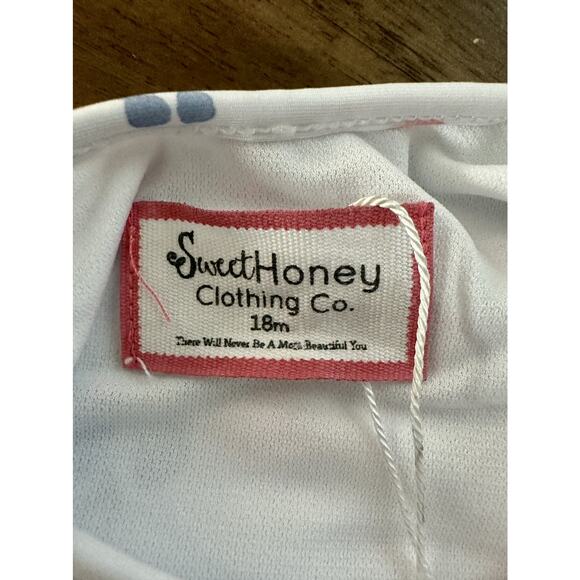 SweetHoney
Clothing Co.
18m
There Will Never Be A More Beautiful You